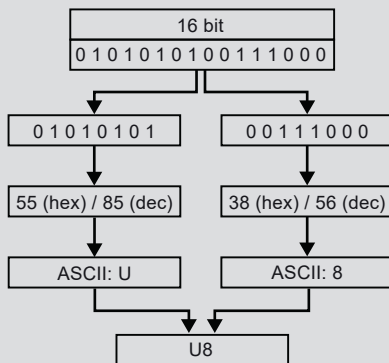 16 bit
0 1 0 1 0 1 0 1 0 0 1 1 1 0 0 0
0 1 0 1 0 1 0 1
0 0 1 1 1 0 0 0
55 (hex) / 85 (dec)
38 (hex) / 56 (dec)
ASCII: U
ASCII: 8
U8